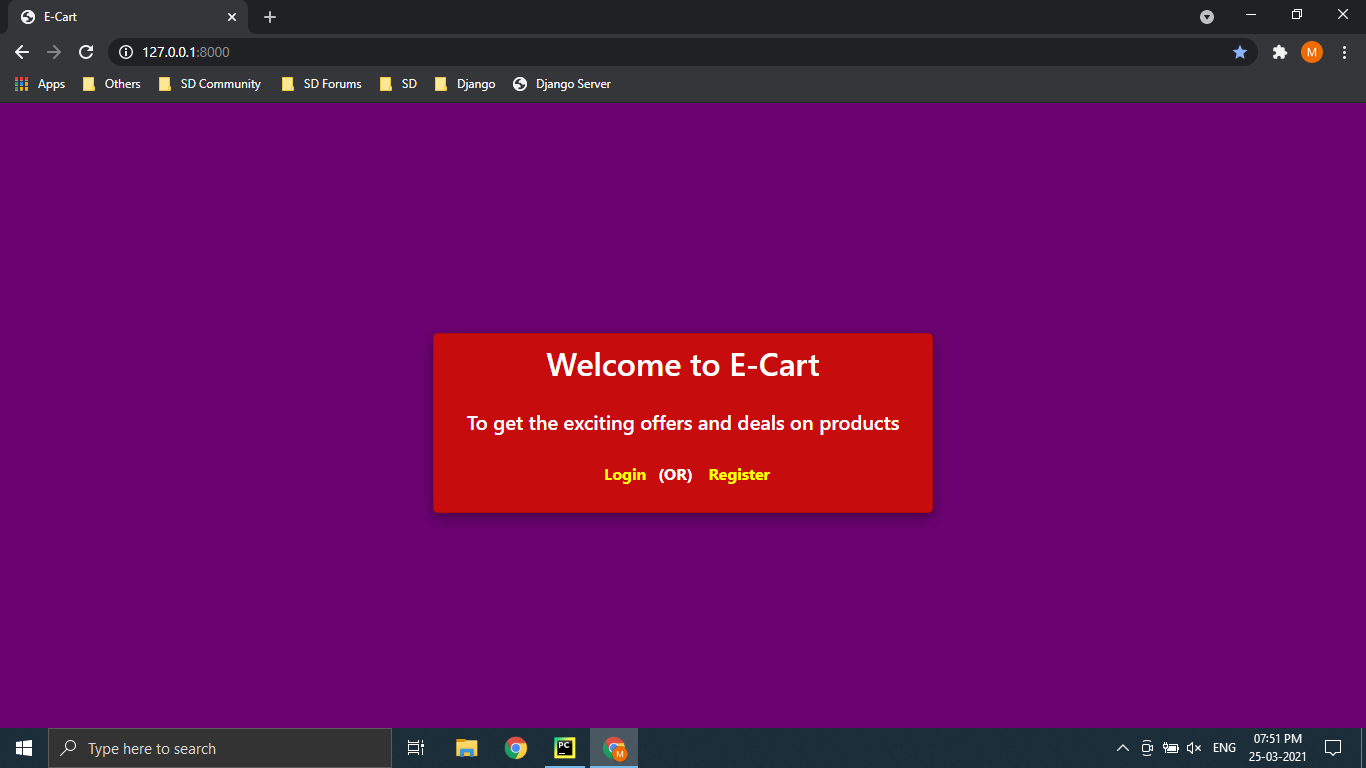 E-Cart
127.0.0.1:8000
M
Apps Others SD Community SD Forums SD Django Django Server
Welcome to E-Cart
To get the exciting offers and deals on products
Login (OR) Register
Type here to search
PC
M
ENG
07:51 PM
25-03-2021